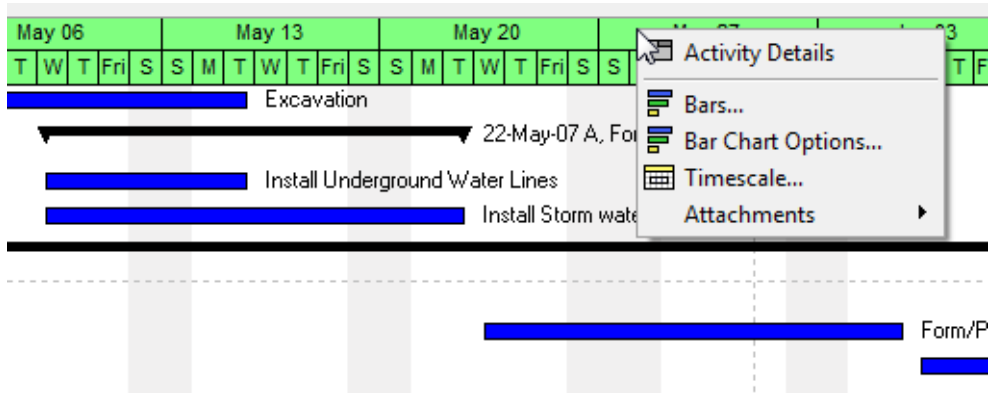 May 06 May 13 May 20 3
T W T Fri S S M T W T Fri S S M T W T Fri S S T F
Activity Details
Excavation
Bars...
22-May-07 A, For
Bar Chart Options...
Install Underground Water Lines
Timescale...
Install Storm wate
Attachments
Form/P